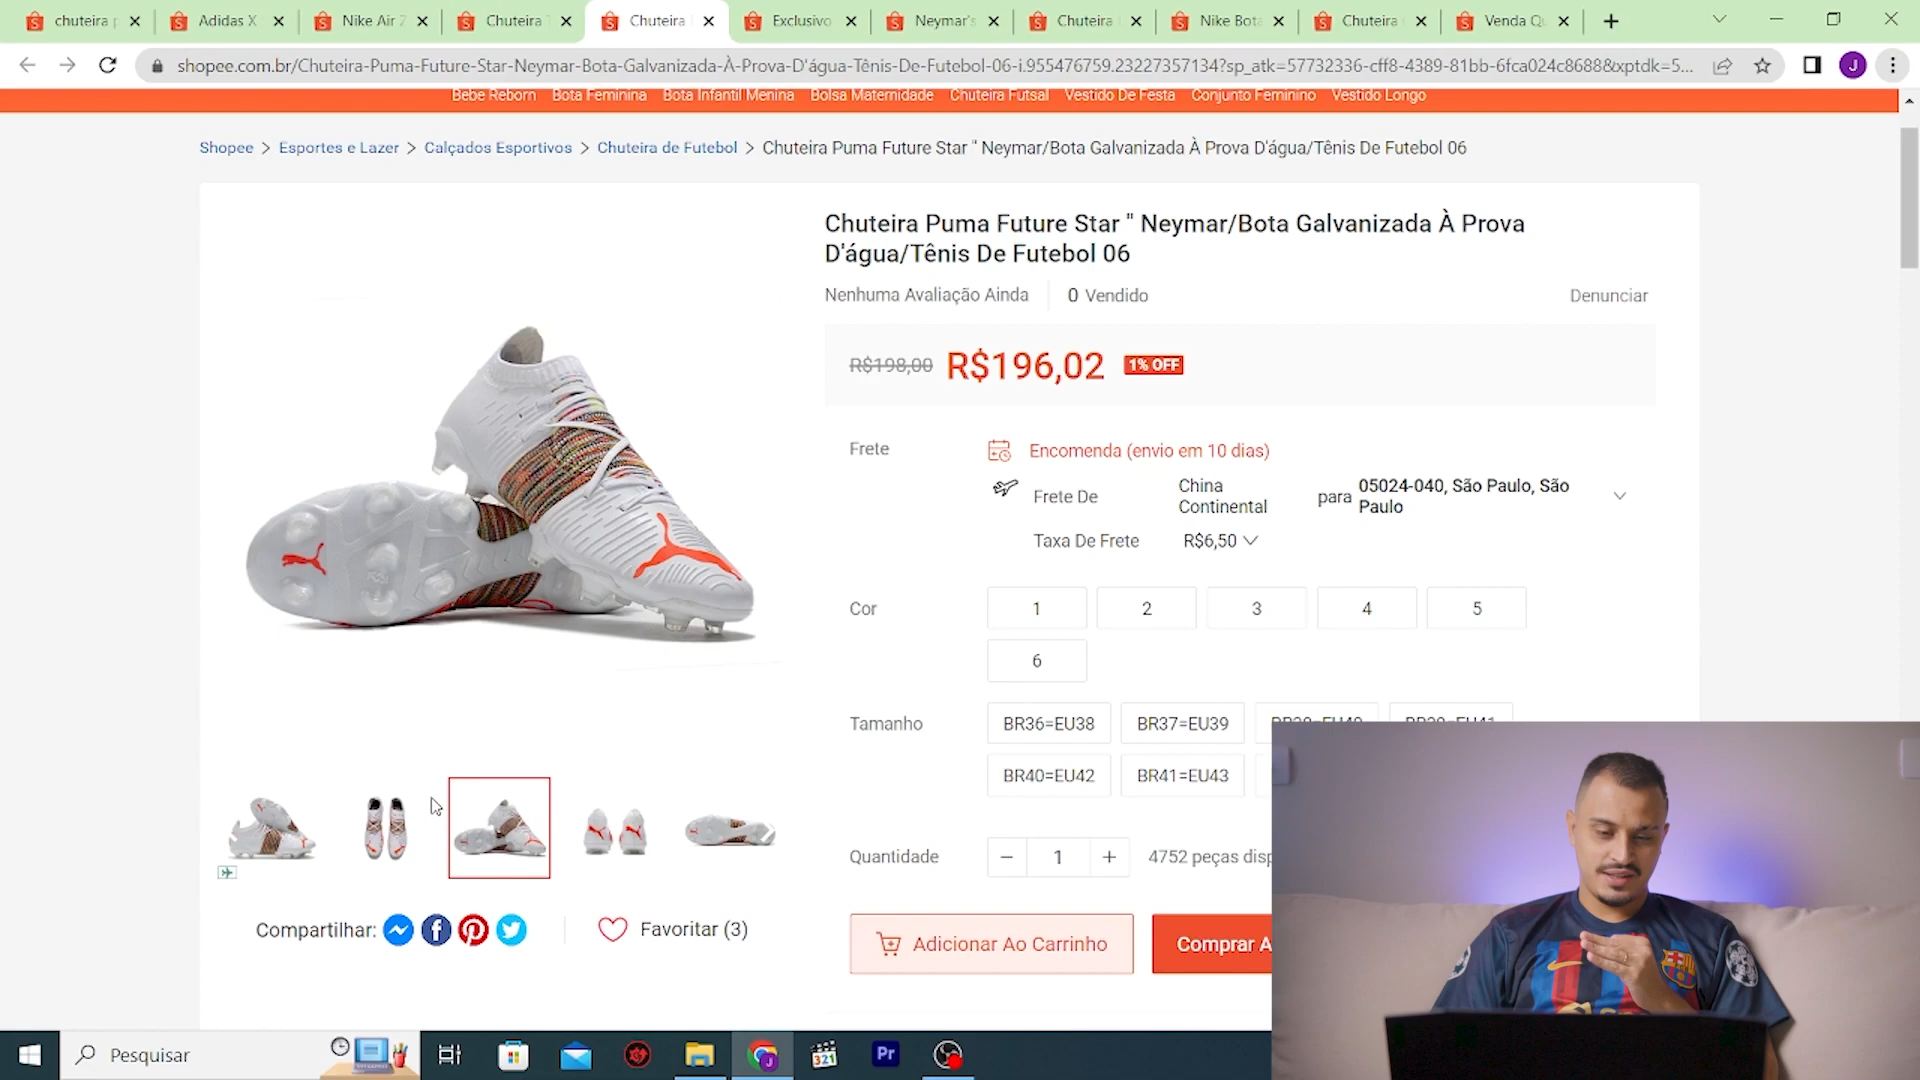 chuteira p
Adidas X
Nike Air Z
Chuteira T
Chuteira
Exclusivo
Neymar's
Chuteira
Nike Bota
Chuteira
Venda Q
shopee.com.br/Chuteira-Puma-Future-Star-Neymar-Bota-Galvanizada-À-Prova-D'água-Tênis-De-Futebol-06-i.955476759.23227357134?sp_atk=57732336-cff8-4389-81bb-6fca024c8688&xptdk=5...
J
Bebe Reborn Bota Feminina Bota Infantil Menina Bolsa Maternidade Chuteira Futsal Vestido De Festa Conjunto Feminino Vestido Longo
Shopee > Esportes e Lazer > Calçados Esportivos > Chuteira de Futebol > Chuteira Puma Future Star " Neymar/Bota Galvanizada À Prova D'água/Tênis De Futebol 06
Chuteira Puma Future Star " Neymar/Bota Galvanizada À Prova
D'água/Tênis De Futebol 06
Nenhuma Avaliação Ainda
0 Vendido
Denunciar
R$198,00 R$196,02 1% OFF
Frete
Encomenda (envio em 10 dias)
Frete De
China
Continental
para
05024-040, São Paulo, São
Paulo
Taxa De Frete
R$6,50
Cor
1 2 3 4 5
6
Tamanho
BR36=EU38 BR37=EU39 BR38=EU40 BR39=EU41
BR40=EU42 BR41=EU43
Quantidade
− 1 +
4752 peças disp
Compartilhar:
Favoritar (3)
Adicionar Ao Carrinho
Comprar A
Pesquisar
321
Pr